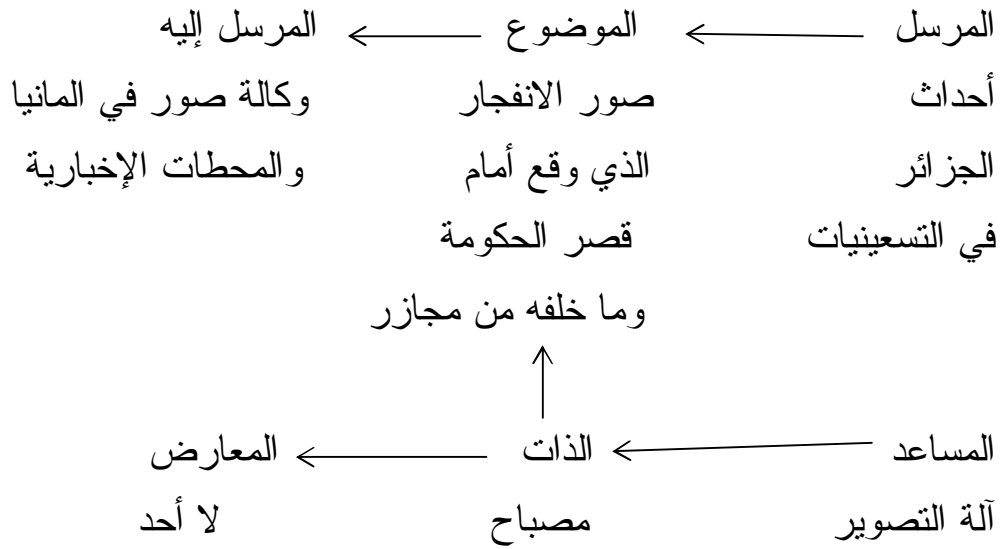 المرسل الموضوع المرسل إليه
أحداث صور الانفجار وكالة صور في المانيا
الجزائر الذي وقع أمام والمحطات الإخبارية
في التسعينيات قصر الحكومة
وما خلفه من مجازر
المساعد الذات المعارض
آلة التصوير مصباح لا أحد